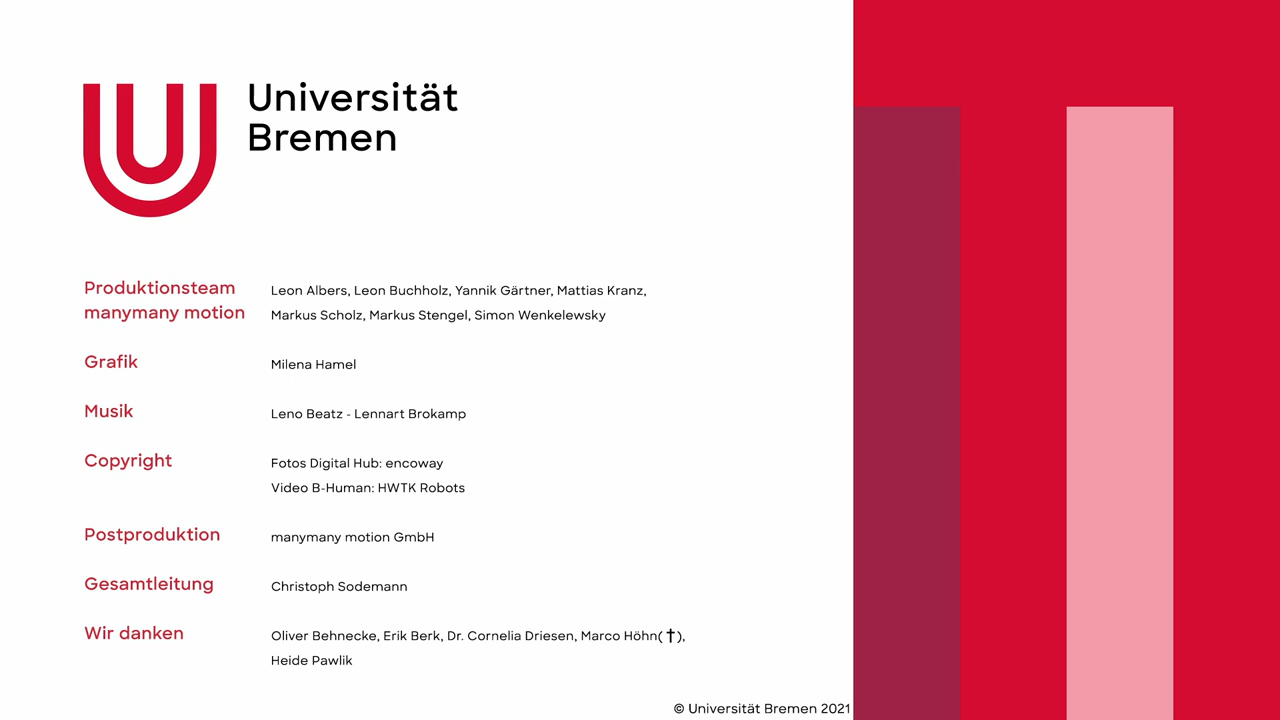 Universität
Bremen
Produktionsteam
manymany motion
Leon Albers, Leon Buchholz, Yannik Gärtner, Mattias Kranz,
Markus Scholz, Markus Stengel, Simon Wenkelewsky
Grafik
Milena Hamel
Musik
Leno Beatz - Lennart Brokamp
Copyright
Fotos Digital Hub: encoway
Video B-Human: HWTK Robots
Postproduktion
manymany motion GmbH
Gesamtleitung
Christoph Sodemann
Wir danken
Oliver Behnecke, Erik Berk, Dr. Cornelia Driesen, Marco Höhn(✝),
Heide Pawlik
© Universität Bremen 2021